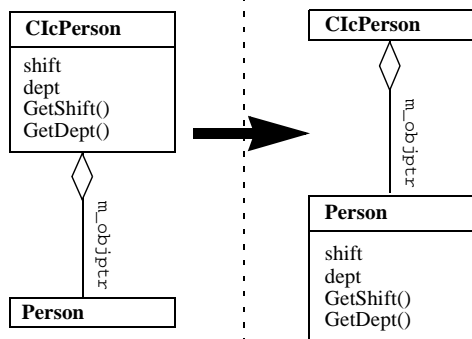 CIcPerson
shift
dept
GetShift()
GetDept()
m_objptr
Person
CIcPerson
m_objptr
Person
shift
dept
GetShift()
GetDept()